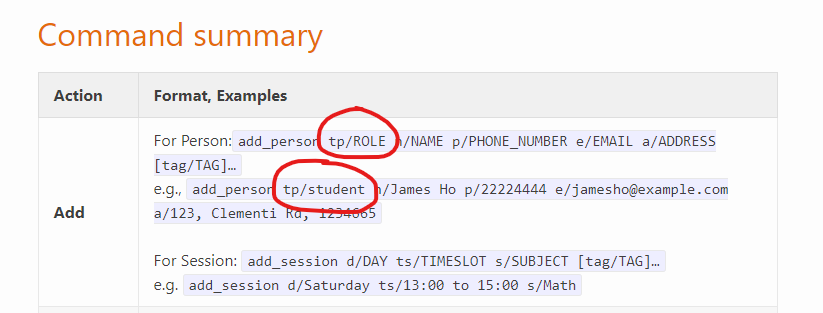 Command summary
Action Format, Examples
For Person: add_person tp/ROLE n/NAME p/PHONE_NUMBER e/EMAIL a/ADDRESS
[tag/TAG]…
e.g., add_person tp/student n/James Ho p/22224444 e/jamesho@example.com
a/123, Clementi Rd, 1234665
Add
For Session: add_session d/DAY ts/TIMESLOT s/SUBJECT [tag/TAG]…
e.g. add_session d/Saturday ts/13:00 to 15:00 s/Math